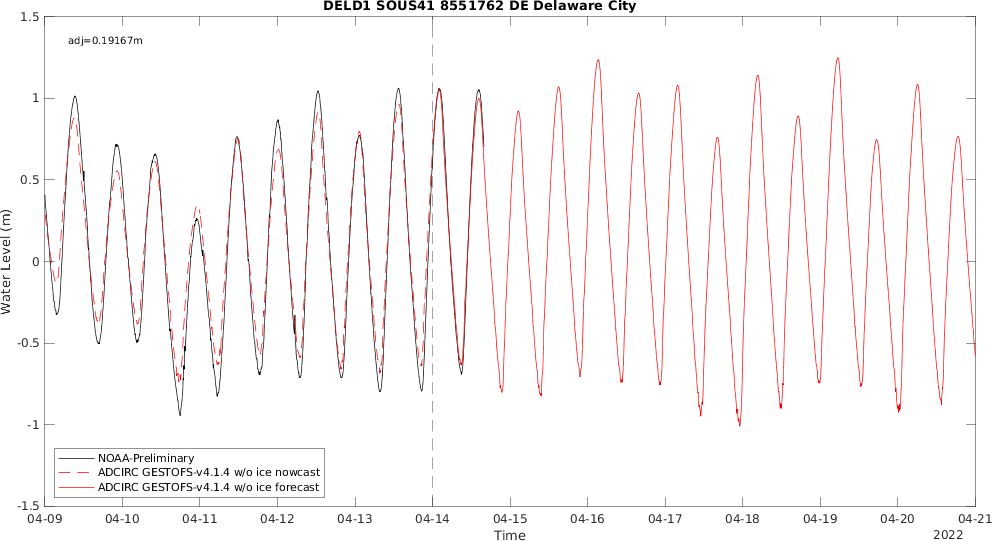 DELD1 SOUS41 8551762 DE Delaware City
adj=0.19167m
1.5
1
0.5
0
-0.5
-1
-1.5
Water Level (m)
NOAA-Preliminary
ADCIRC GESTOFS-v4.1.4 w/o ice nowcast
ADCIRC GESTOFS-v4.1.4 w/o ice forecast
04-09 04-10 04-11 04-12 04-13 04-14 04-15 04-16 04-17 04-18 04-19 04-20 04-21
Time
2022